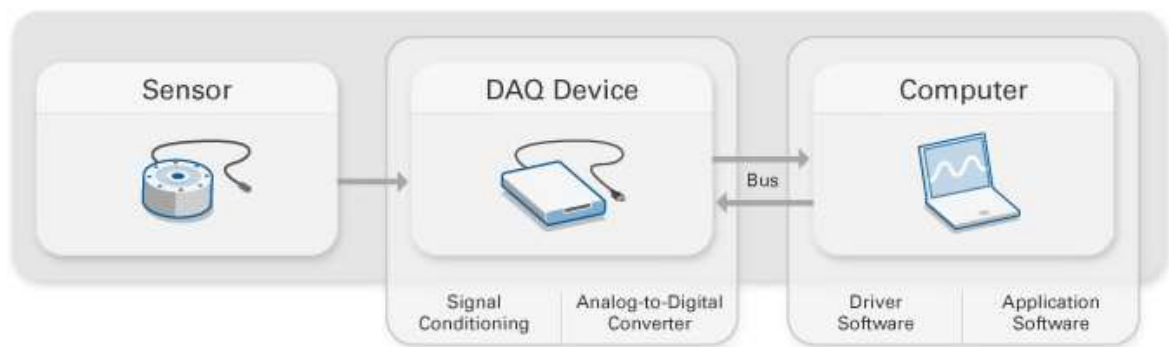 Sensor
DAQ Device
Computer
Bus
Signal
Conditioning
Analog-to-Digital
Converter
Driver
Software
Application
Software